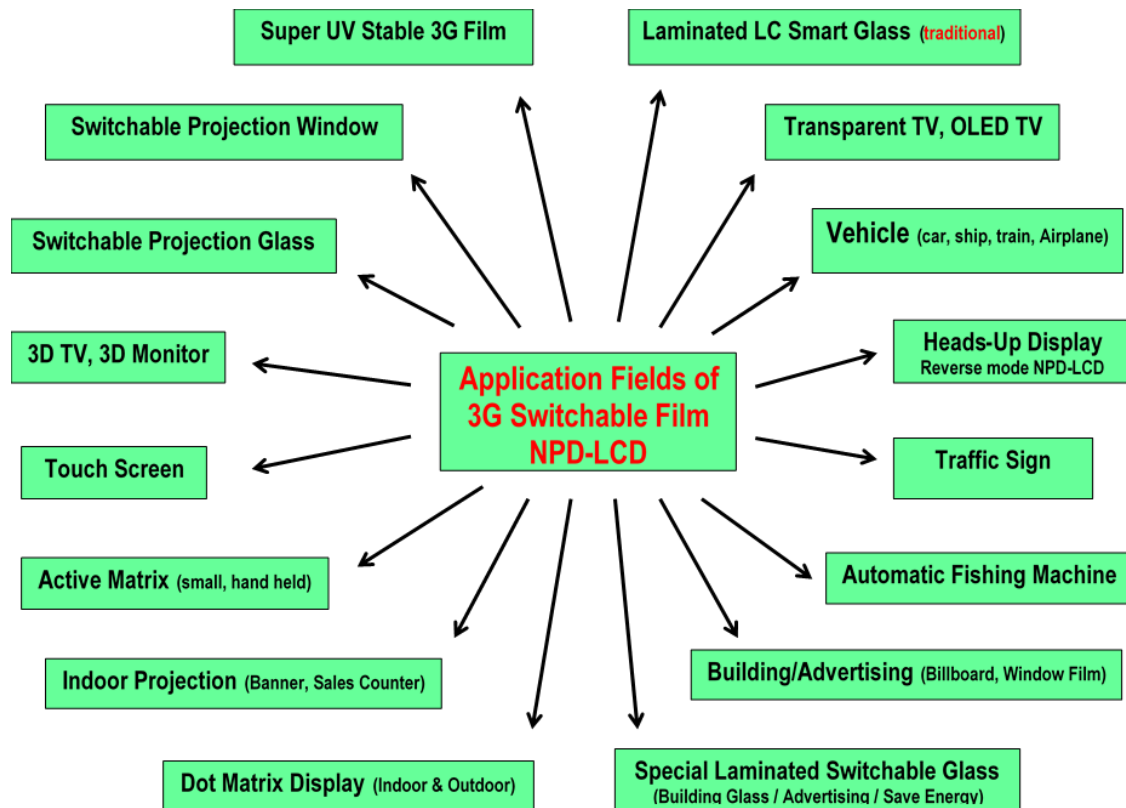 Super UV Stable 3G Film
Laminated LC Smart Glass (traditional)
Switchable Projection Window
Transparent TV, OLED TV
Switchable Projection Glass
Vehicle (car, ship, train, Airplane)
3D TV, 3D Monitor
Heads-Up Display
Reverse mode NPD-LCD
Application Fields of
3G Switchable Film
NPD-LCD
Touch Screen
Traffic Sign
Active Matrix (small, hand held)
Automatic Fishing Machine
Indoor Projection (Banner, Sales Counter)
Building/Advertising (Billboard, Window Film)
Dot Matrix Display (Indoor & Outdoor)
Special Laminated Switchable Glass
(Building Glass / Advertising / Save Energy)